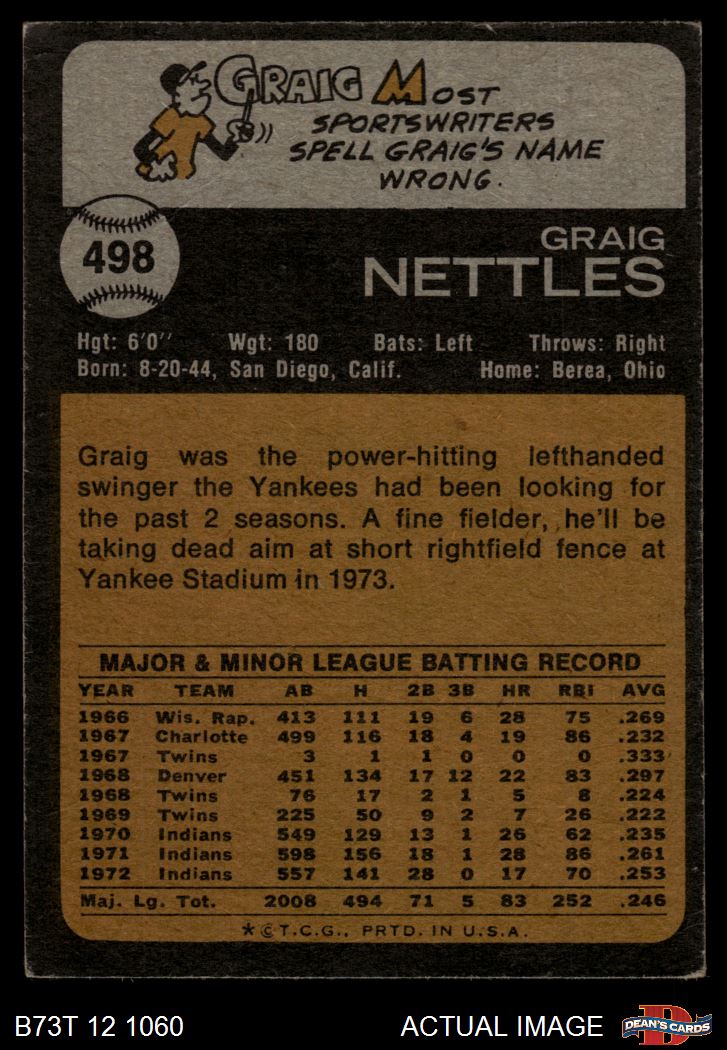 GRAIG MOST
SPORTSWRITERS
SPELL GRAIG'S NAME
WRONG.
498
GRAIG
NETTLES
Hgt: 6'0" Wgt: 180 Bats: Left Throws: Right
Born: 8-20-44, San Diego, Calif. Home: Berea, Ohio
Graig was the power-hitting lefthanded
swinger the Yankees had been looking for
the past 2 seasons. A fine fielder, he'll be
taking dead aim at short rightfield fence at
Yankee Stadium in 1973.
MAJOR & MINOR LEAGUE BATTING RECORD
YEAR TEAM AB H 2B 3B HR RBI AVG
1966 Wis. Rap. 413 111 19 6 28 75 .269
1967 Charlotte 499 116 18 4 19 86 .232
1967 Twins 3 1 1 0 0 0 .333
1968 Denver 451 134 17 12 22 83 .297
1968 Twins 76 17 2 1 5 8 .224
1969 Twins 225 50 9 2 7 26 .222
1970 Indians 549 129 13 1 26 62 .235
1971 Indians 598 156 18 1 28 86 .261
1972 Indians 557 141 28 0 17 70 .253
Maj. Lg. Tot. 2008 494 71 5 83 252 .246
*©T.C.G., PRTD. IN U.S.A.
B73T 12 1060 ACTUAL IMAGE D DEAN'S CARDS